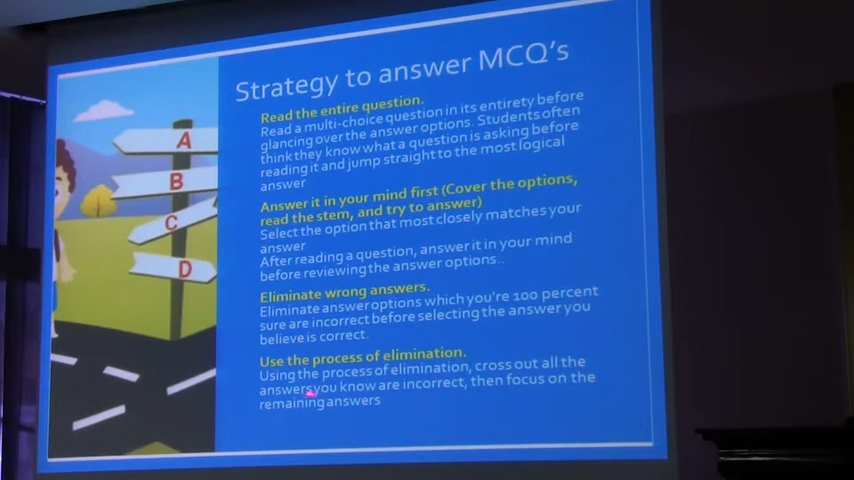 Strategy to answer MCQ's
Read the entire question.
Read a multi-choice question in its entirety before
glancing over the answer options. Students often
think they know what a question is asking before
reading it and jump straight to the most logical
answer
Answer it in your mind first (Cover the options,
read the stem, and try to answer)
Select the option that most closely matches your
answer
After reading a question, answer it in your mind
before reviewing the answer options..
Eliminate wrong answers.
Eliminate answer options which you're 100 percent
sure are incorrect before selecting the answer you
believe is correct.
Use the process of elimination.
Using the process of elimination, cross out all the
answers you know are incorrect, then focus on the
remaining answers
A
B
C
D